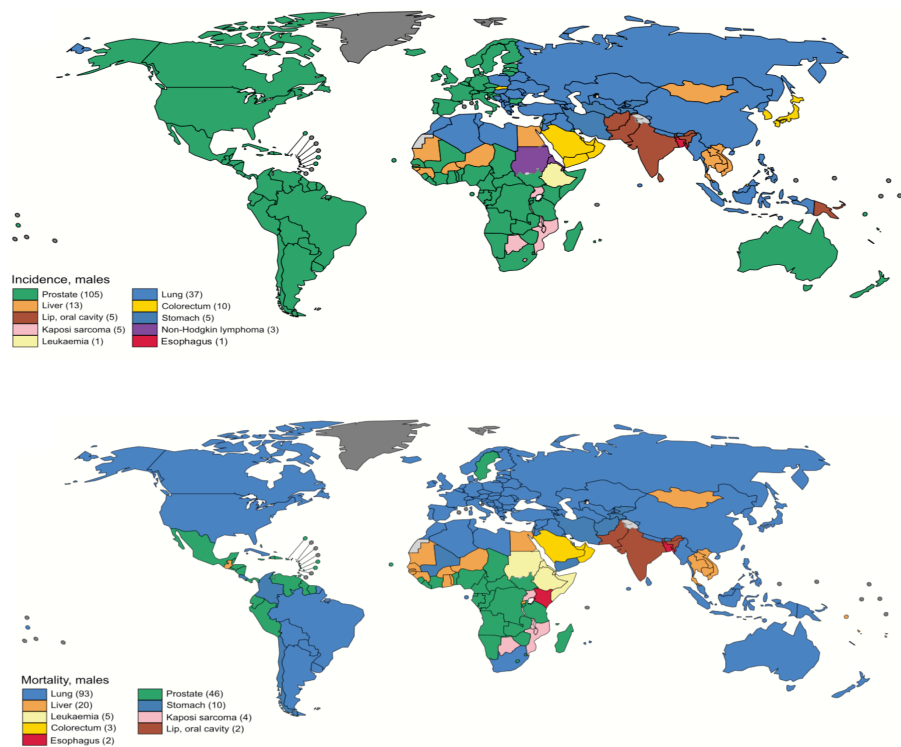 Incidence, males
Prostate (105) Lung (37)
Liver (13) Colorectum (10)
Lip, oral cavity (5) Stomach (5)
Kaposi sarcoma (5) Non-Hodgkin lymphoma (3)
Leukaemia (1) Esophagus (1)
Mortality, males
Lung (93) Prostate (46)
Liver (20) Stomach (10)
Leukaemia (5) Kaposi sarcoma (4)
Colorectum (3) Lip, oral cavity (2)
Esophagus (2)